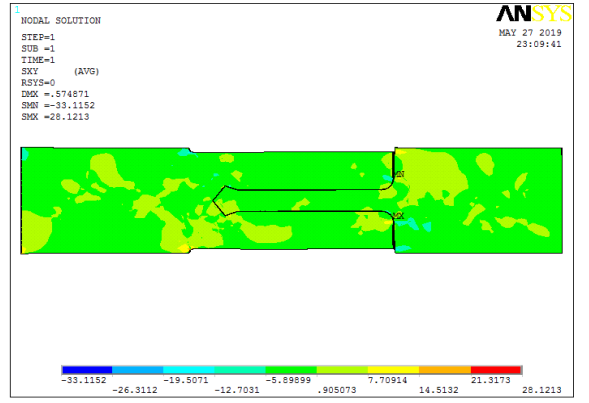 1
NODAL SOLUTION
STEP=1
SUB =1
TIME=1
SXY (AVG)
RSYS=0
DMX =.574871
SMN =-33.1152
SMX =28.1213
ANSYS
MAY 27 2019
23:09:41
MN
MX
-33.1152 -19.5071 -5.89899 7.70914 21.3173
-26.3112 -12.7031 .905073 14.5132 28.1213